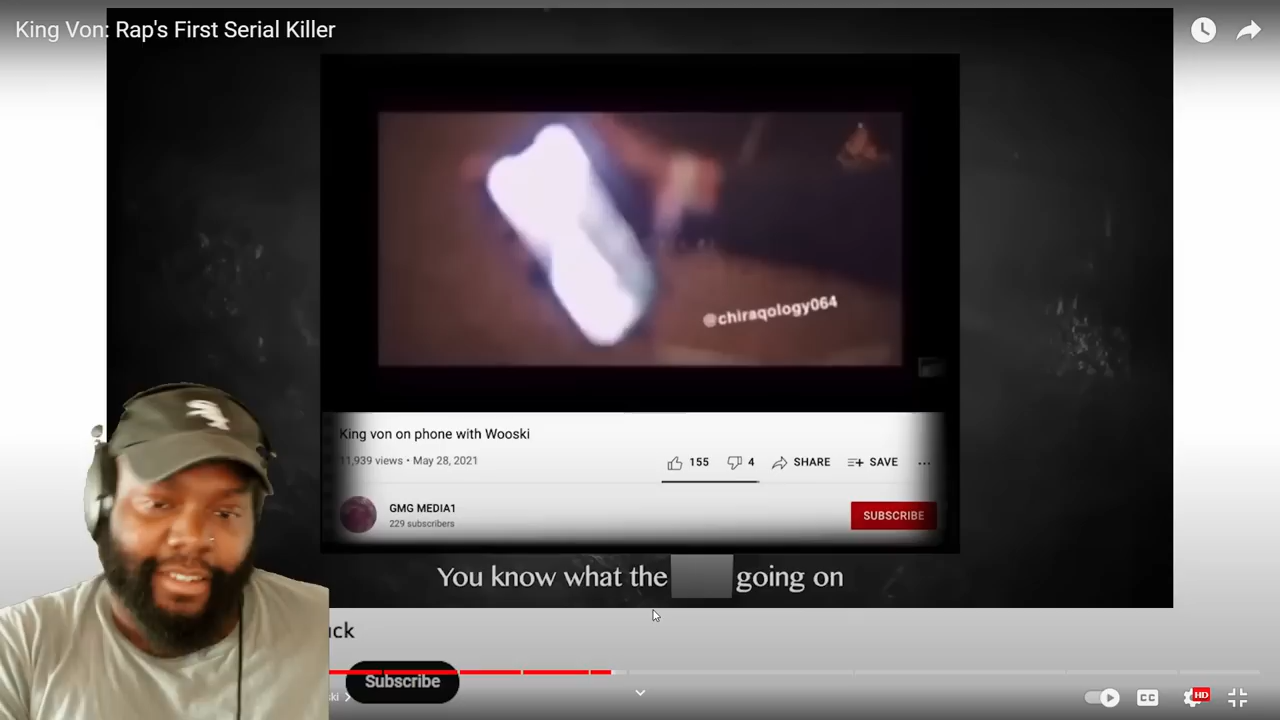 King Von: Rap's First Serial Killer
@chiraqology064
King von on phone with Wooski
11,939 views • May 28, 2021
155
4
SHARE
SAVE
GMG MEDIA1
229 subscribers
SUBSCRIBE
You know what the
going on
Subscribe
CC
HD